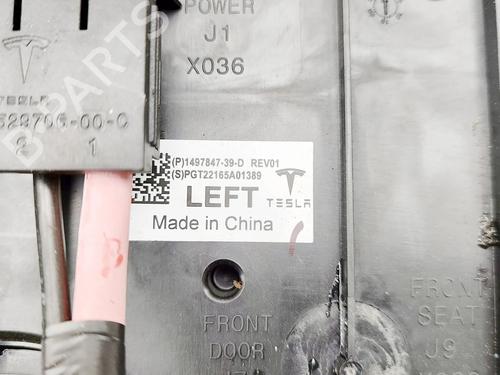 POWER
J1
X036
TESLA
529706-00-C
2 1
(P)1497847-39-D REV01
(S)PGT22165A01389
LEFT TESLA
Made in China
FRONT
DOOR
FRONT
SEAT
J9
B PARTS